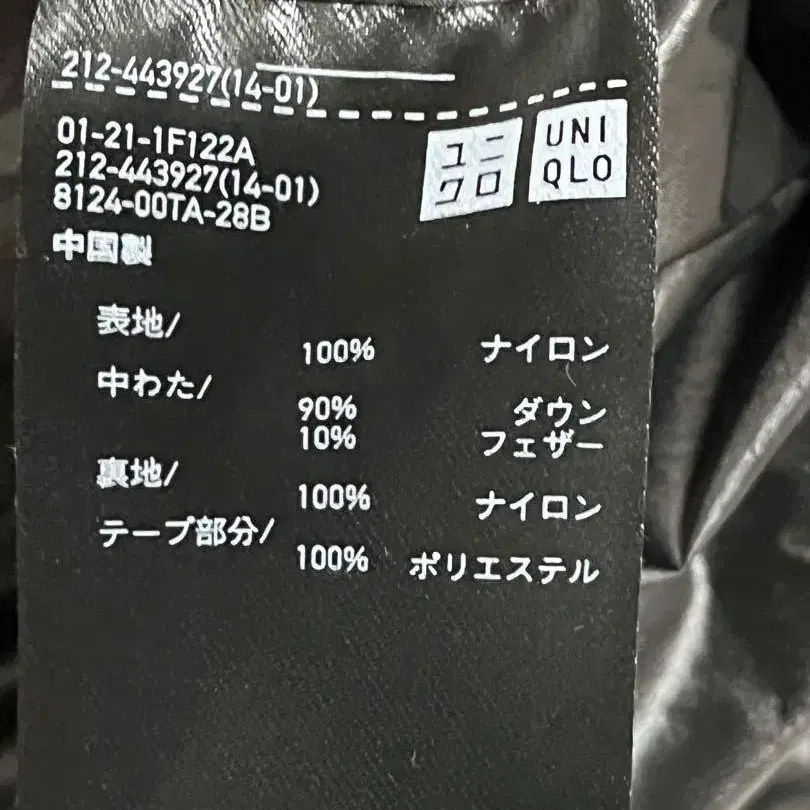 212-443927(14-01)
01-21-1F122A
212-443927(14-01)
8124-00TA-28B
中国製
ユニ
クロ
UNI
QLO
表地/
100% ナイロン
中わた/
90% ダウン
10% フェザー
裏地/
100% ナイロン
テープ部分/
100% ポリエステル